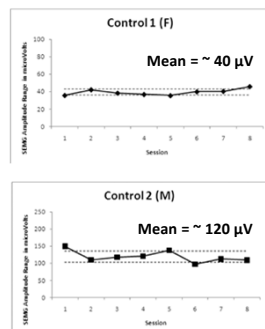 Control 1 (F)
Mean = ~ 40 µV
SEMG Amplitude Range in microVolts
100
80
60
40
20
0
1 2 3 4 5 6 7 8
Session
Control 2 (M)
Mean = ~ 120 µV
SEMG Amplitude Range in microVolts
250
200
150
100
50
0
1 2 3 4 5 6 7 8
Session